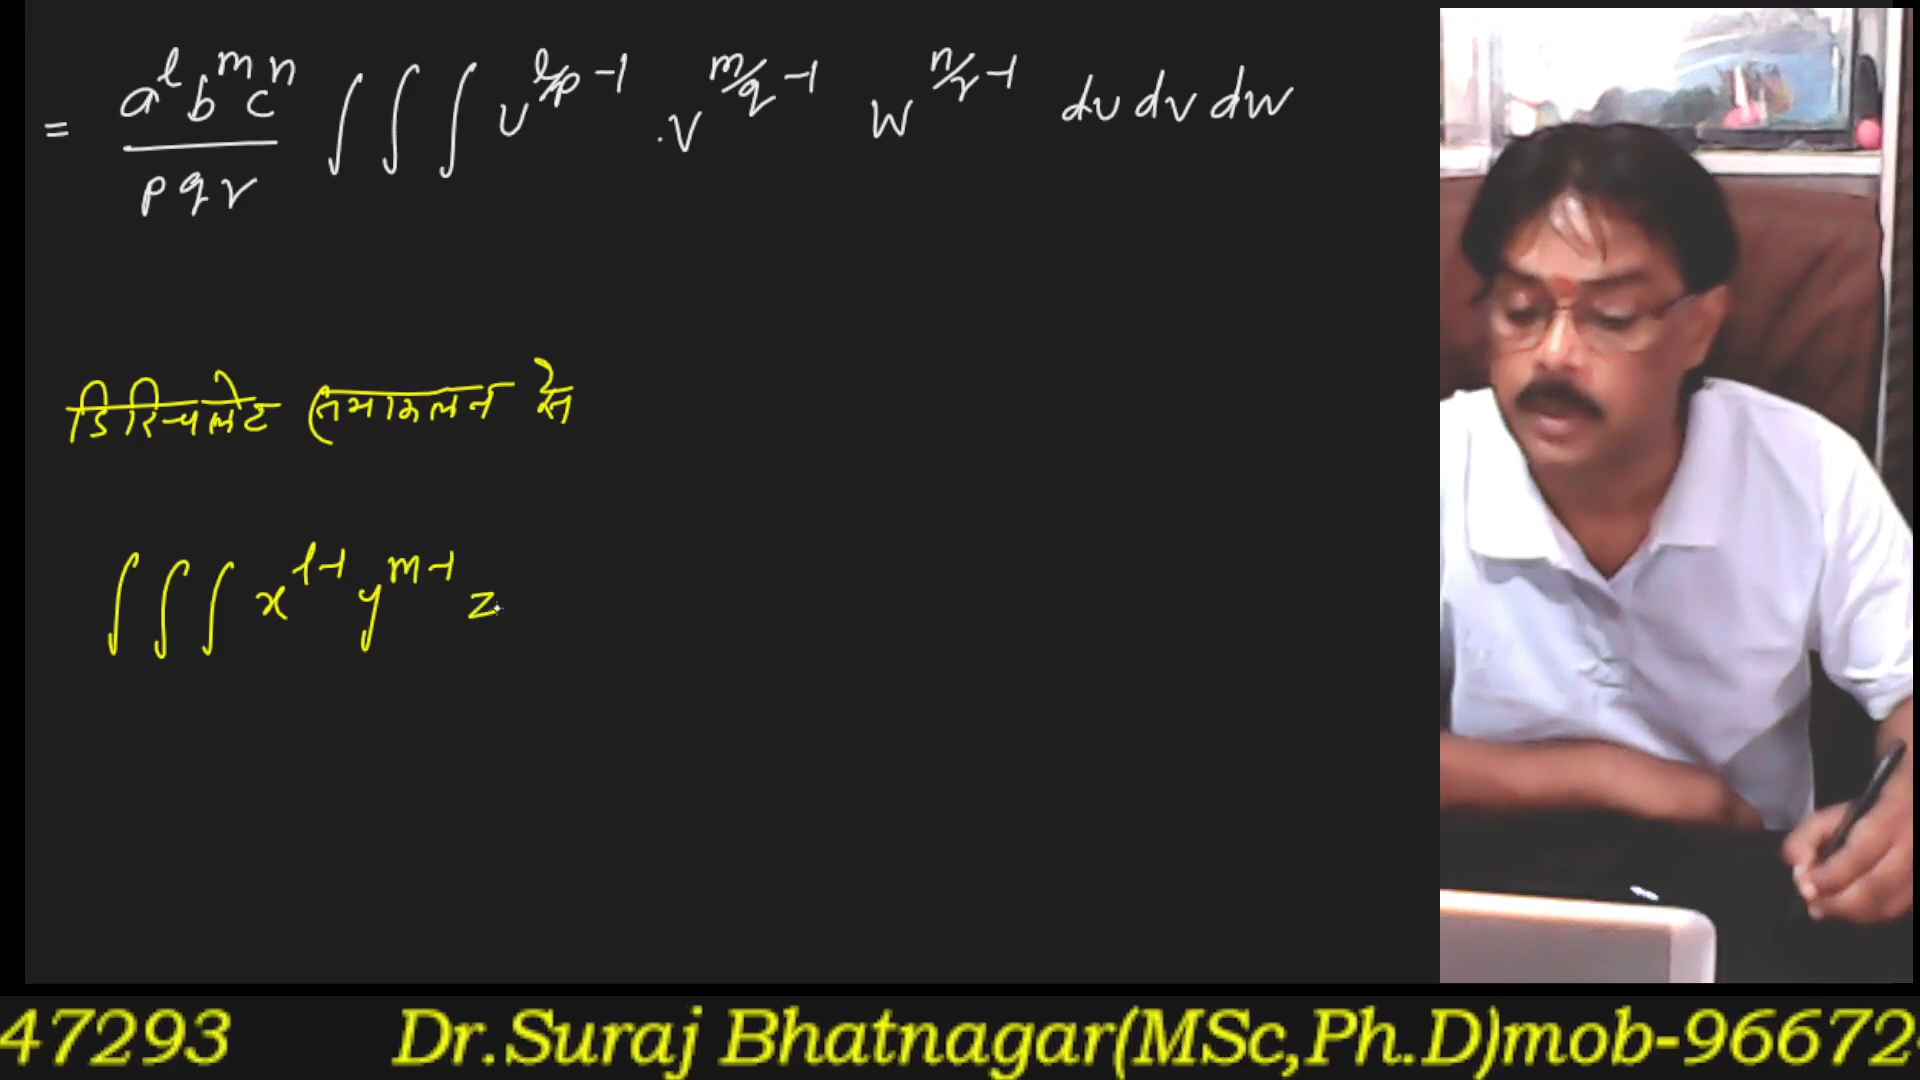 = a^l b^m c^n / pqr ∫∫∫ u^{l/p -1} . v^{m/q -1} w^{n/r -1} du dv dw
डिरिचलेट समाकलन से
∫∫∫ x^{l-1} y^{m-1} z
47293 Dr.Suraj Bhatnagar(MSc,Ph.D)mob-96672